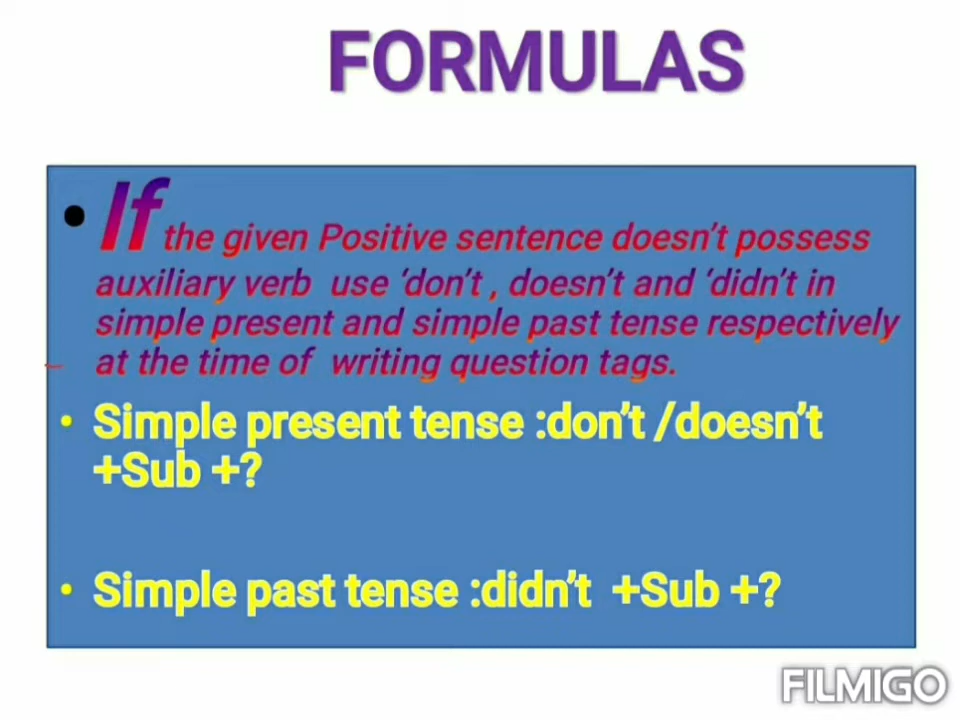 FORMULAS
• If the given Positive sentence doesn't possess
auxiliary verb use ‘don't , doesn't and ‘didn't in
simple present and simple past tense respectively
at the time of writing question tags.
• Simple present tense :don't /doesn't
+Sub +?
• Simple past tense :didn't +Sub +?
FILMIGO